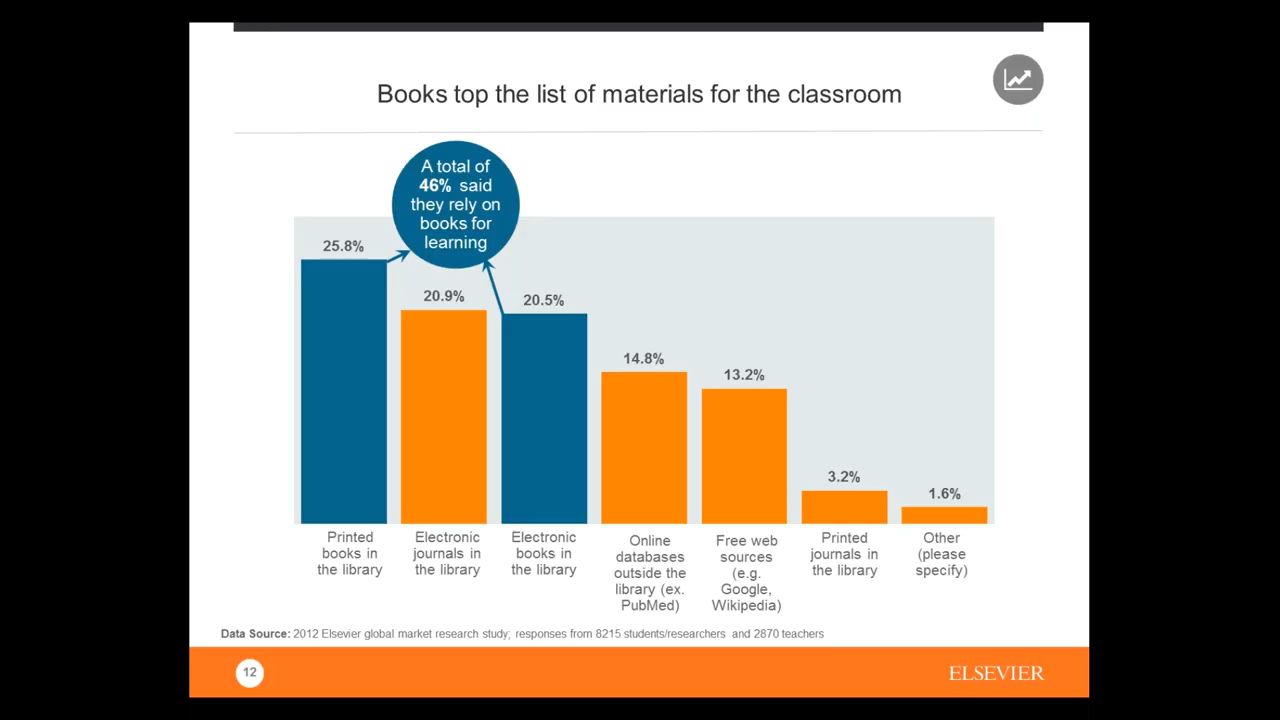 Books top the list of materials for the classroom
A total of
46% said
they rely on
books for
learning
25.8%
20.9%
20.5%
14.8%
13.2%
3.2%
1.6%
Printed
books in
the library
Electronic
journals in
the library
Electronic
books in
the library
Online
databases
outside the
library (ex.
PubMed)
Free web
sources
(e.g.
Google,
Wikipedia)
Printed
journals in
the library
Other
(please
specify)
Data Source: 2012 Elsevier global market research study; responses from 8215 students/researchers and 2870 teachers
12
ELSEVIER